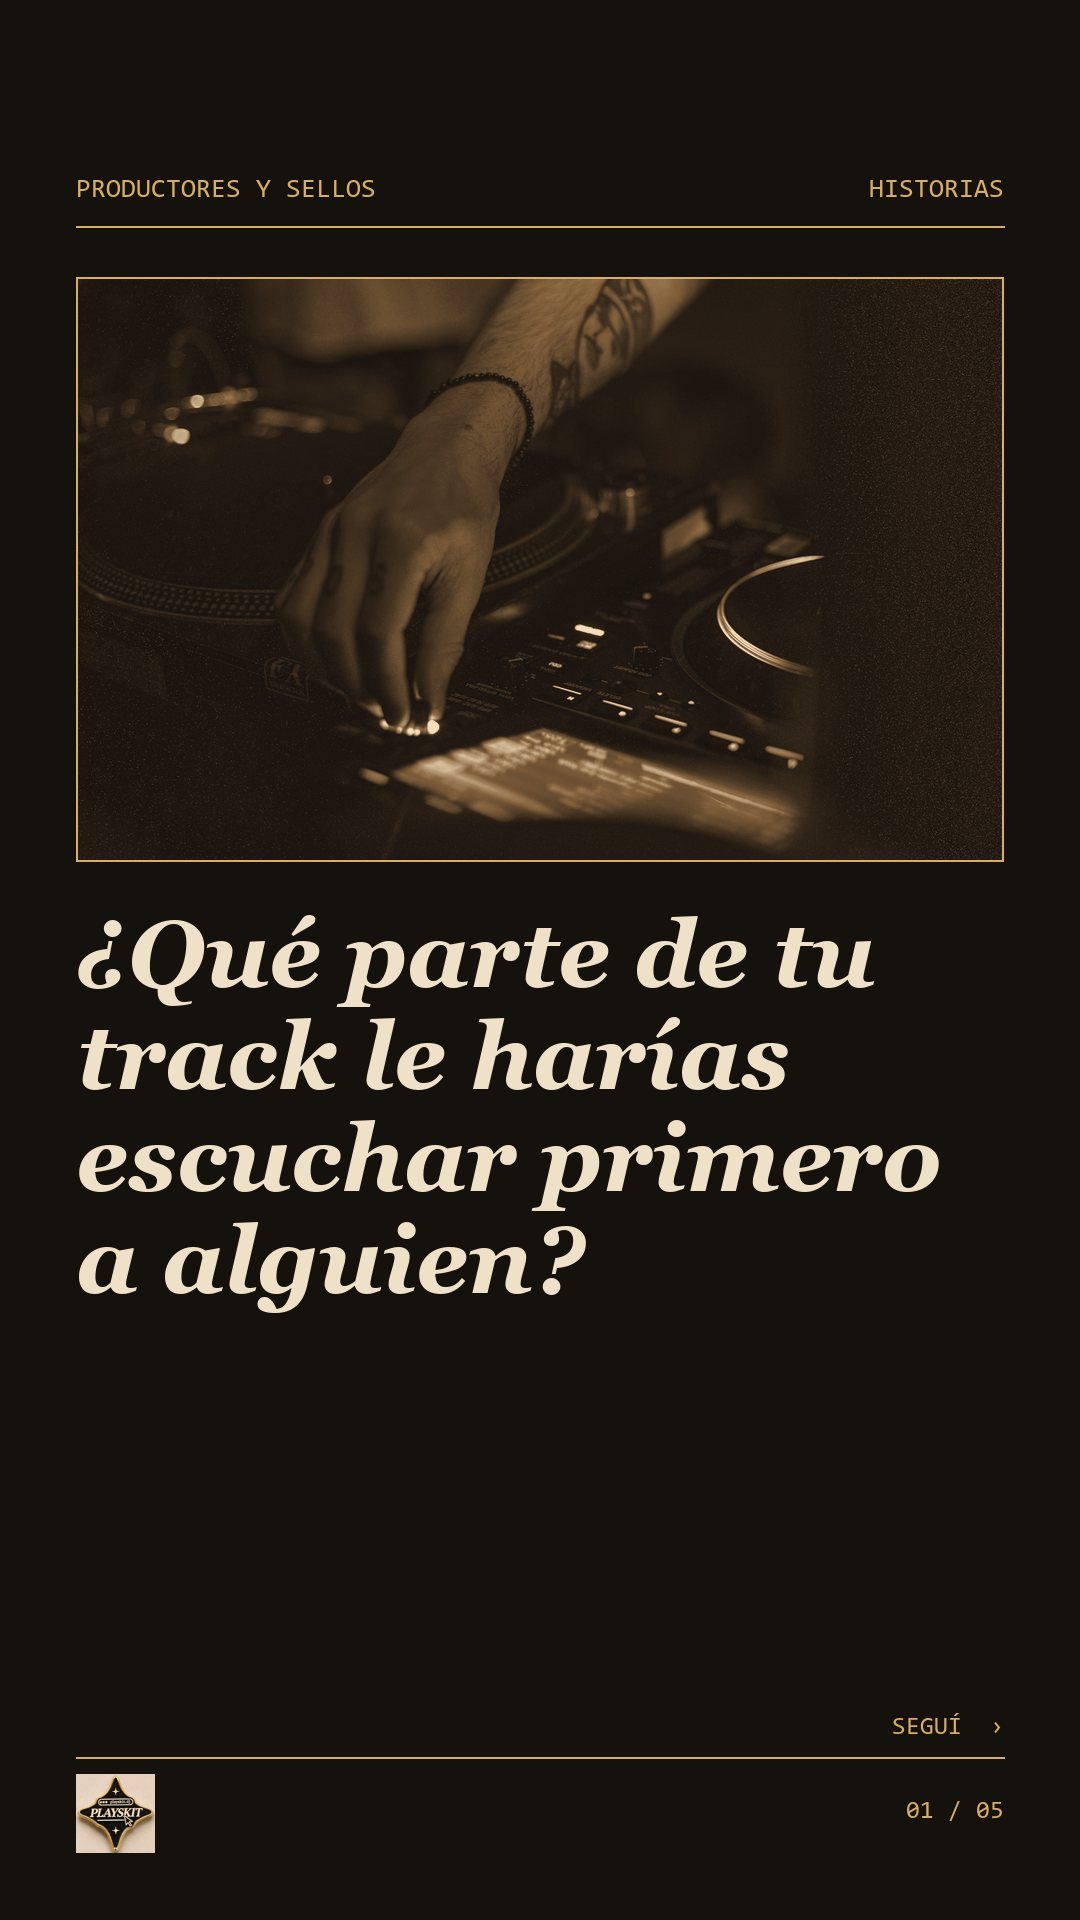 PRODUCTORES Y SELLOS
HISTORIAS
¿Qué parte de tu
track le harías
escuchar primero
a alguien?
SEGUÍ ›
PLAYSKIT
01 / 05